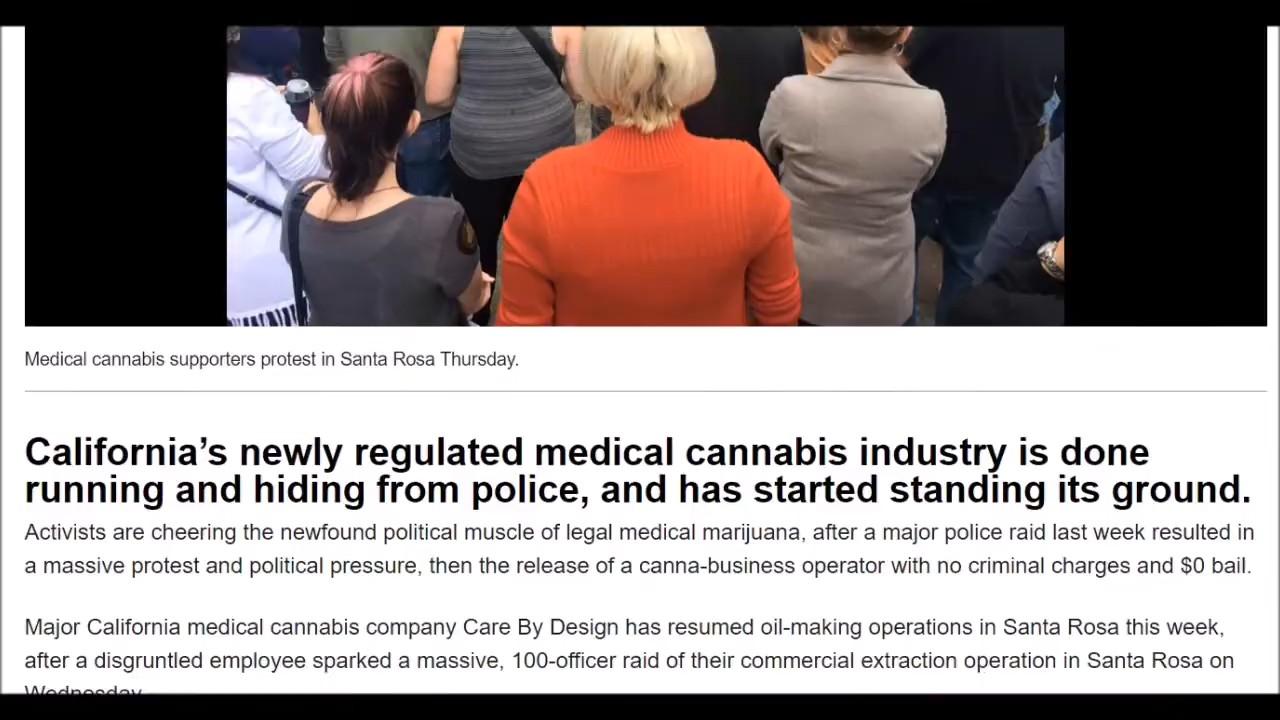 Medical cannabis supporters protest in Santa Rosa Thursday.
California’s newly regulated medical cannabis industry is done
running and hiding from police, and has started standing its ground.
Activists are cheering the newfound political muscle of legal medical marijuana, after a major police raid last week resulted in
a massive protest and political pressure, then the release of a canna-business operator with no criminal charges and $0 bail.
Major California medical cannabis company Care By Design has resumed oil-making operations in Santa Rosa this week,
after a disgruntled employee sparked a massive, 100-officer raid of their commercial extraction operation in Santa Rosa on
Wednesday.